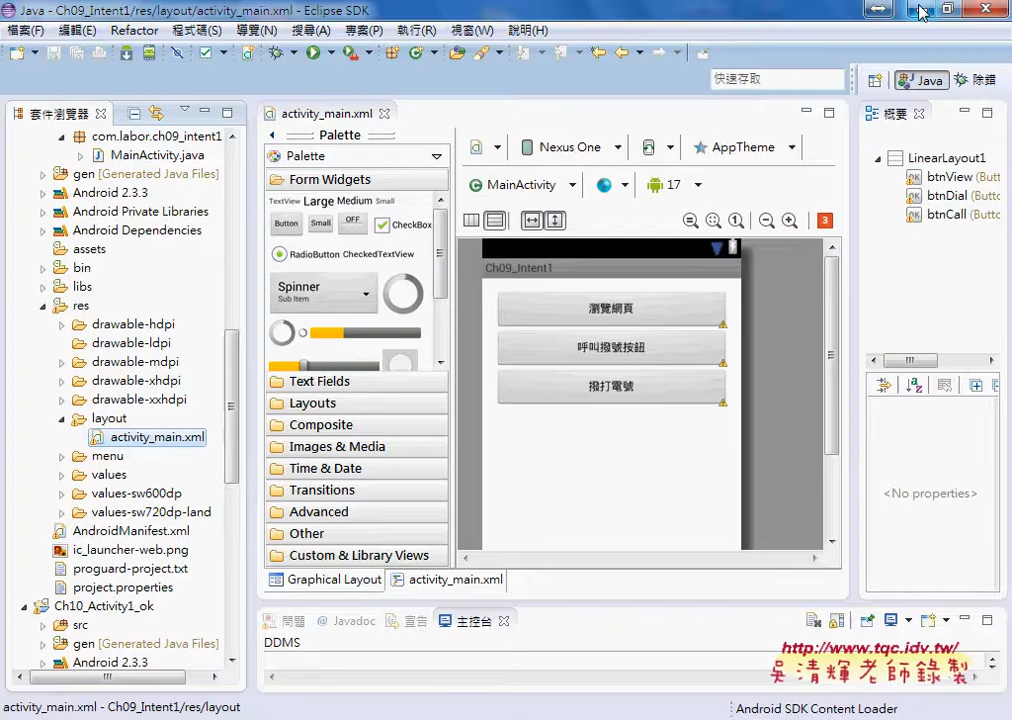 Java - Ch09_Intent1/res/layout/activity_main.xml - Eclipse SDK
檔案(F) 編輯(E) Refactor 程式碼(S) 導覽(N) 搜尋(A) 專案(P) 執行(R) 視窗(W) 說明(H)
快速存取
Java
除錯
套件瀏覽器
com.labor.ch09_intent1
MainActivity.java
gen [Generated Java Files]
Android 2.3.3
Android Private Libraries
Android Dependencies
assets
bin
libs
res
drawable-hdpi
drawable-ldpi
drawable-mdpi
drawable-xhdpi
drawable-xxhdpi
layout
activity_main.xml
menu
values
values-sw600dp
values-sw720dp-land
AndroidManifest.xml
ic_launcher-web.png
proguard-project.txt
project.properties
Ch10_Activity1_ok
src
gen [Generated Java Files]
Android 2.3.3
activity_main.xml
Palette
Palette
Form Widgets
TextView Large Medium Small
Button Small OFF CheckBox
RadioButton CheckedTextView
Spinner
Sub Item
Text Fields
Layouts
Composite
Images & Media
Time & Date
Transitions
Advanced
Other
Custom & Library Views
Nexus One
AppTheme
MainActivity
17
3
Ch09_Intent1
瀏覽網頁
呼叫撥號按鈕
撥打電號
Graphical Layout
activity_main.xml
概要
LinearLayout1
btnView (Butt
btnDial (Butto
btnCall (Butto
<No properties>
問題
@ Javadoc
宣告
主控台
DDMS
http://www.tqc.idv.tw/
吳清輝老師錄製
activity_main.xml - Ch09_Intent1/res/layout
Android SDK Content Loader